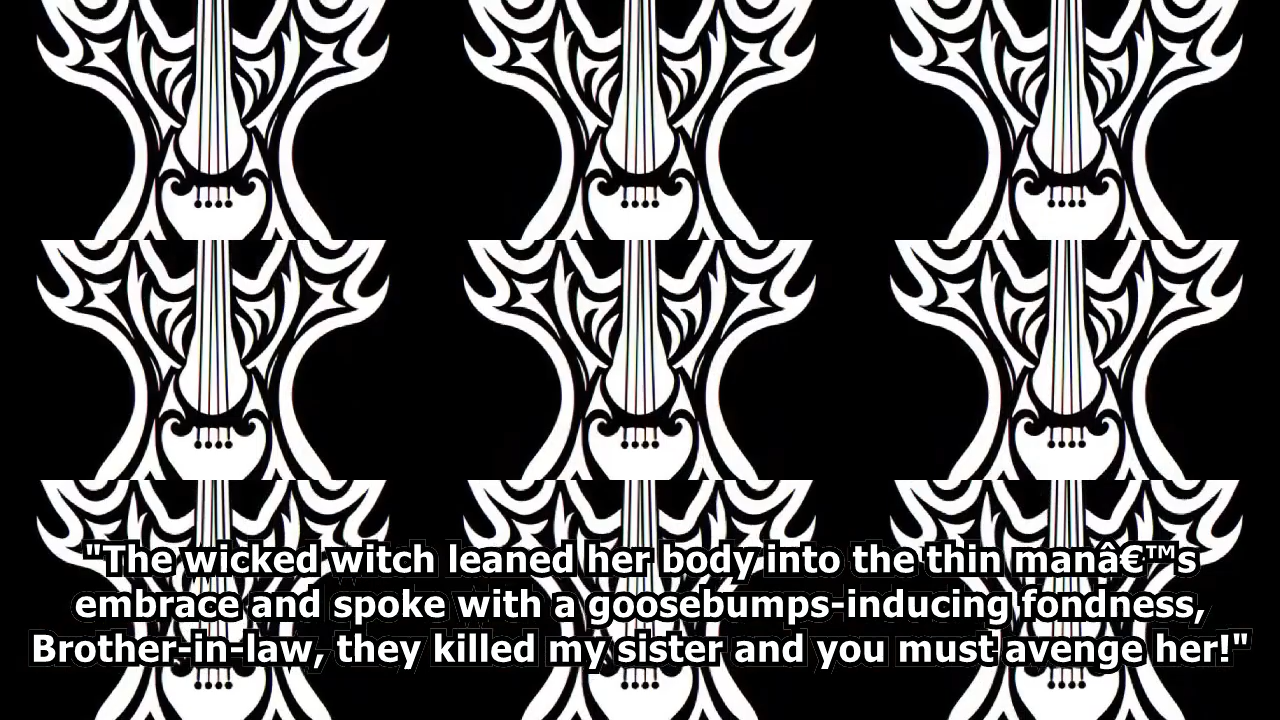 "The wicked witch leaned her body into the thin manâ€™s
embrace and spoke with a goosebumps-inducing fondness,
Brother-in-law, they killed my sister and you must avenge her!"